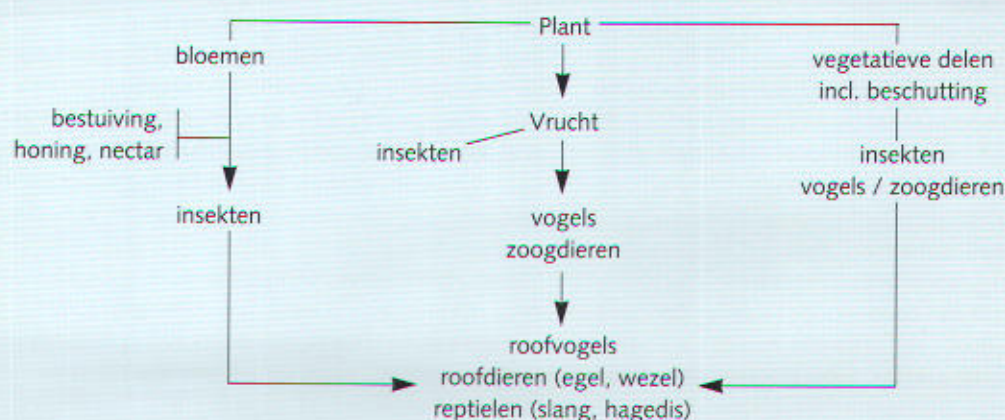 Plant
bloemen
bestuiving,
honing, nectar
insekten
Vrucht
insekten
vogels
zoogdieren
vegetatieve delen
incl. beschutting
insekten
vogels / zoogdieren
roofvogels
roofdieren (egel, wezel)
reptielen (slang, hagedis)